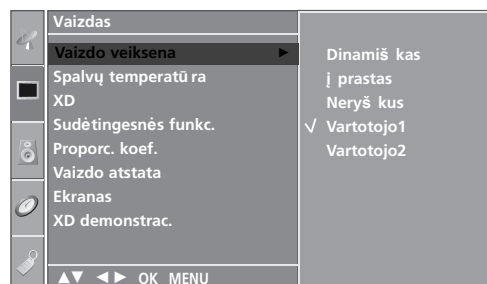 Vaizdas
Vaizdo veiksena ►
Spalvų temperatū ra
XD
Sudėtingesnės funkc.
Proporc. koef.
Vaizdo atstata
Ekranas
XD demonstrac.
▲▼ ◄► OK MENU
Dinamiš kas
į prastas
Neryš kus
√ Vartotojo1
Vartotojo2